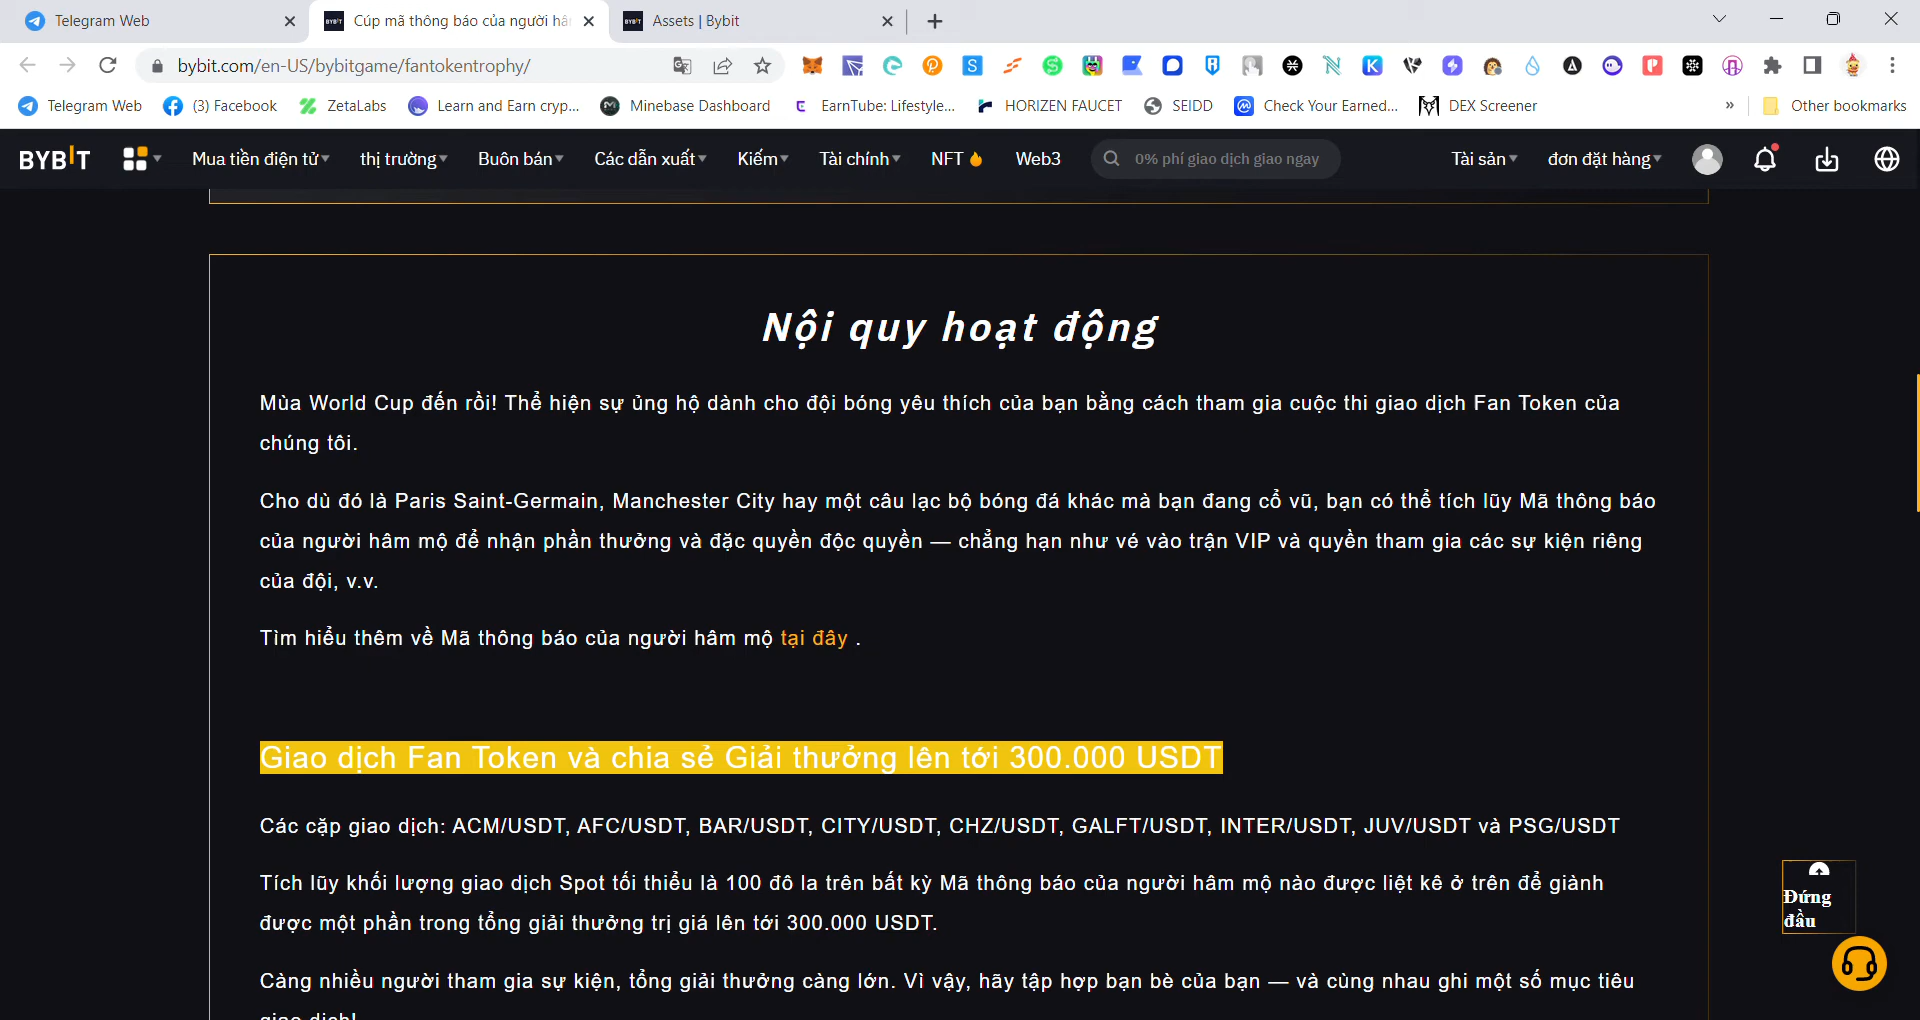 Telegram Web
Cúp mã thông báo của người hâ
Assets | Bybit
bybit.com/en-US/bybitgame/fantokentrophy/
Telegram Web
(3) Facebook
ZetaLabs
Learn and Earn cryp...
Minebase Dashboard
EarnTube: Lifestyle...
HORIZEN FAUCET
SEIDD
Check Your Earned...
DEX Screener
»
Other bookmarks
BYBIT
Mua tiền điện tử
thị trường
Buôn bán
Các dẫn xuất
Kiếm
Tài chính
NFT
Web3
0% phí giao dịch giao ngay
Tài sản
đơn đặt hàng
Nội quy hoạt động
Mùa World Cup đến rồi! Thể hiện sự ủng hộ dành cho đội bóng yêu thích của bạn bằng cách tham gia cuộc thi giao dịch Fan Token của
chúng tôi.
Cho dù đó là Paris Saint-Germain, Manchester City hay một câu lạc bộ bóng đá khác mà bạn đang cổ vũ, bạn có thể tích lũy Mã thông báo
của người hâm mộ để nhận phần thưởng và đặc quyền độc quyền — chẳng hạn như vé vào trận VIP và quyền tham gia các sự kiện riêng
của đội, v.v.
Tìm hiểu thêm về Mã thông báo của người hâm mộ tại đây .
Giao dịch Fan Token và chia sẻ Giải thưởng lên tới 300.000 USDT
Các cặp giao dịch: ACM/USDT, AFC/USDT, BAR/USDT, CITY/USDT, CHZ/USDT, GALFT/USDT, INTER/USDT, JUV/USDT và PSG/USDT
Tích lũy khối lượng giao dịch Spot tối thiểu là 100 đô la trên bất kỳ Mã thông báo của người hâm mộ nào được liệt kê ở trên để giành
được một phần trong tổng giải thưởng trị giá lên tới 300.000 USDT.
Đứng
đầu
Càng nhiều người tham gia sự kiện, tổng giải thưởng càng lớn. Vì vậy, hãy tập hợp bạn bè của bạn — và cùng nhau ghi một số mục tiêu
giao dịch!